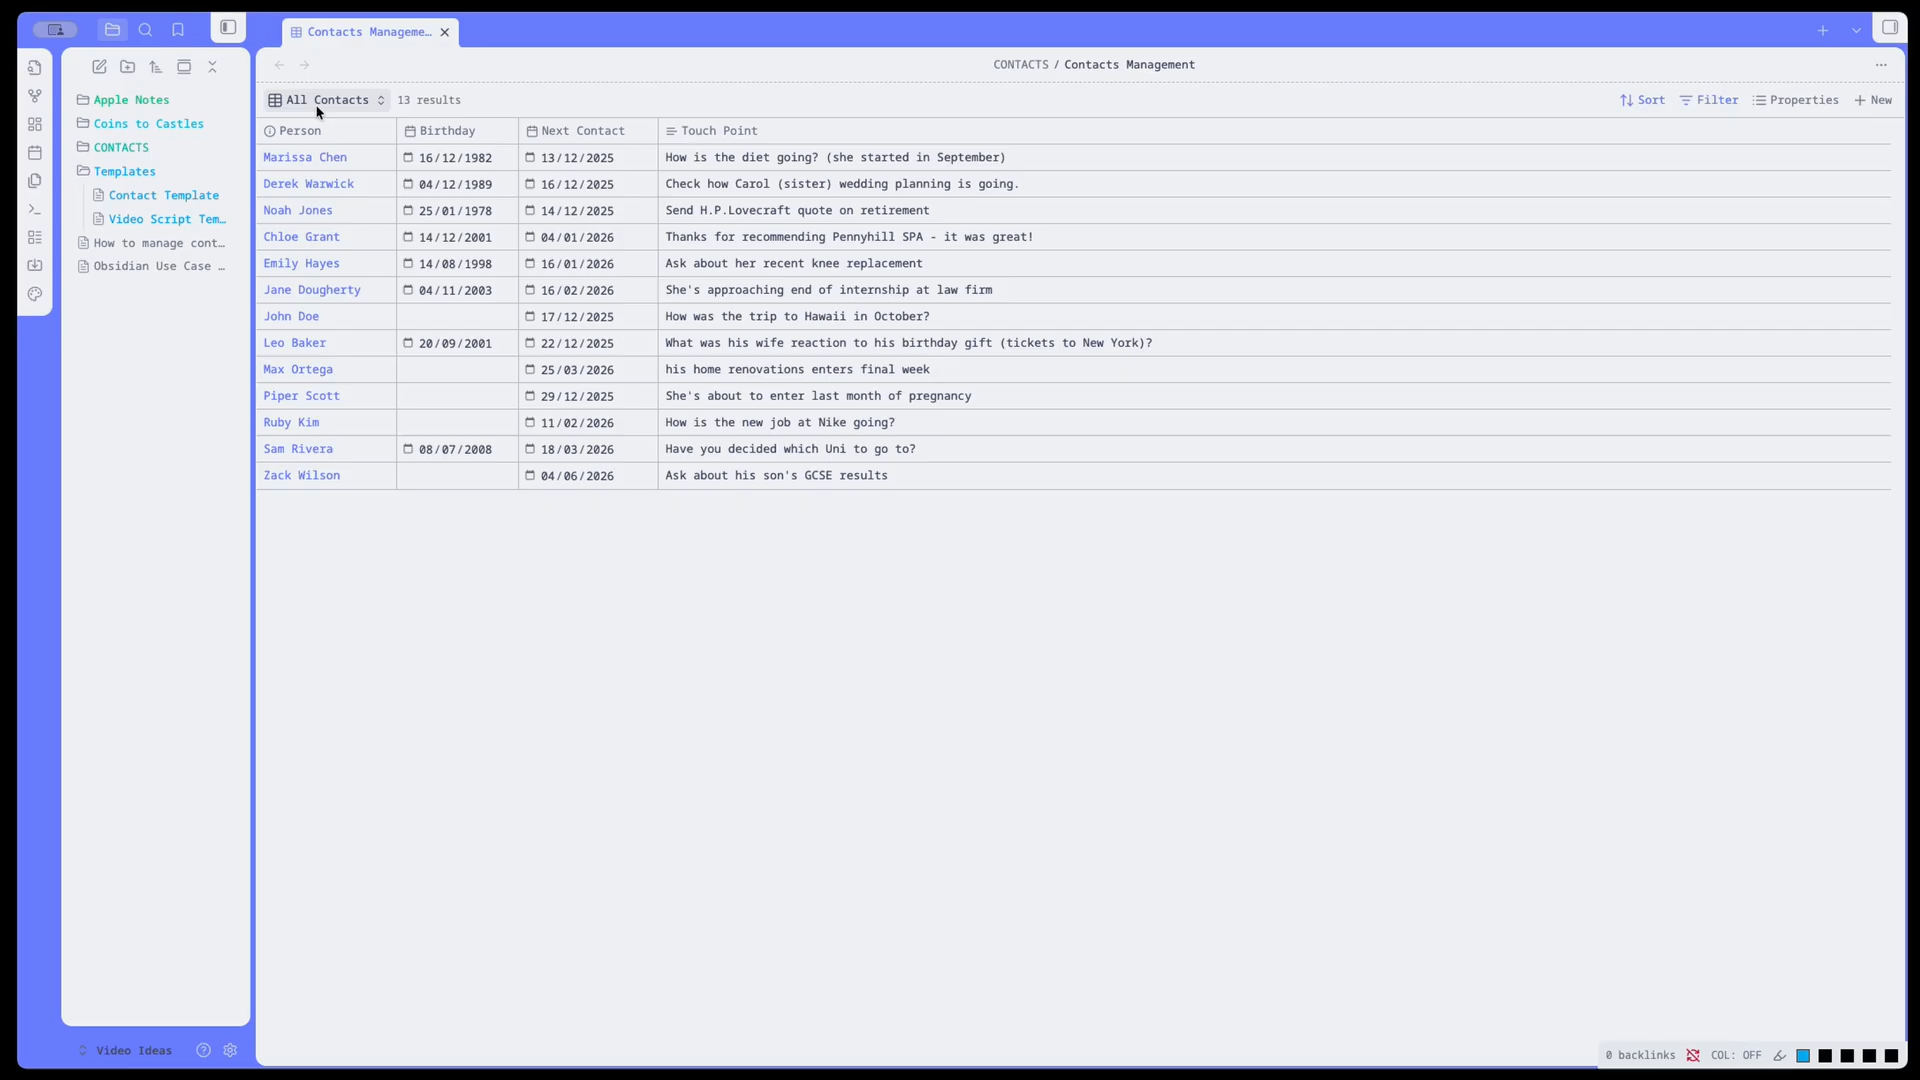 Contacts Manageme…
CONTACTS / Contacts Management
All Contacts 13 results
Sort Filter Properties New
Apple Notes
Coins to Castles
CONTACTS
Templates
Contact Template
Video Script Tem…
How to manage cont…
Obsidian Use Case …
Person Birthday Next Contact Touch Point
Marissa Chen 16/12/1982 13/12/2025 How is the diet going? (she started in September)
Derek Warwick 04/12/1989 16/12/2025 Check how Carol (sister) wedding planning is going.
Noah Jones 25/01/1978 14/12/2025 Send H.P.Lovecraft quote on retirement
Chloe Grant 14/12/2001 04/01/2026 Thanks for recommending Pennyhill SPA - it was great!
Emily Hayes 14/08/1998 16/01/2026 Ask about her recent knee replacement
Jane Dougherty 04/11/2003 16/02/2026 She's approaching end of internship at law firm
John Doe 17/12/2025 How was the trip to Hawaii in October?
Leo Baker 20/09/2001 22/12/2025 What was his wife reaction to his birthday gift (tickets to New York)?
Max Ortega 25/03/2026 his home renovations enters final week
Piper Scott 29/12/2025 She's about to enter last month of pregnancy
Ruby Kim 11/02/2026 How is the new job at Nike going?
Sam Rivera 08/07/2008 18/03/2026 Have you decided which Uni to go to?
Zack Wilson 04/06/2026 Ask about his son's GCSE results
Video Ideas
0 backlinks COL: OFF